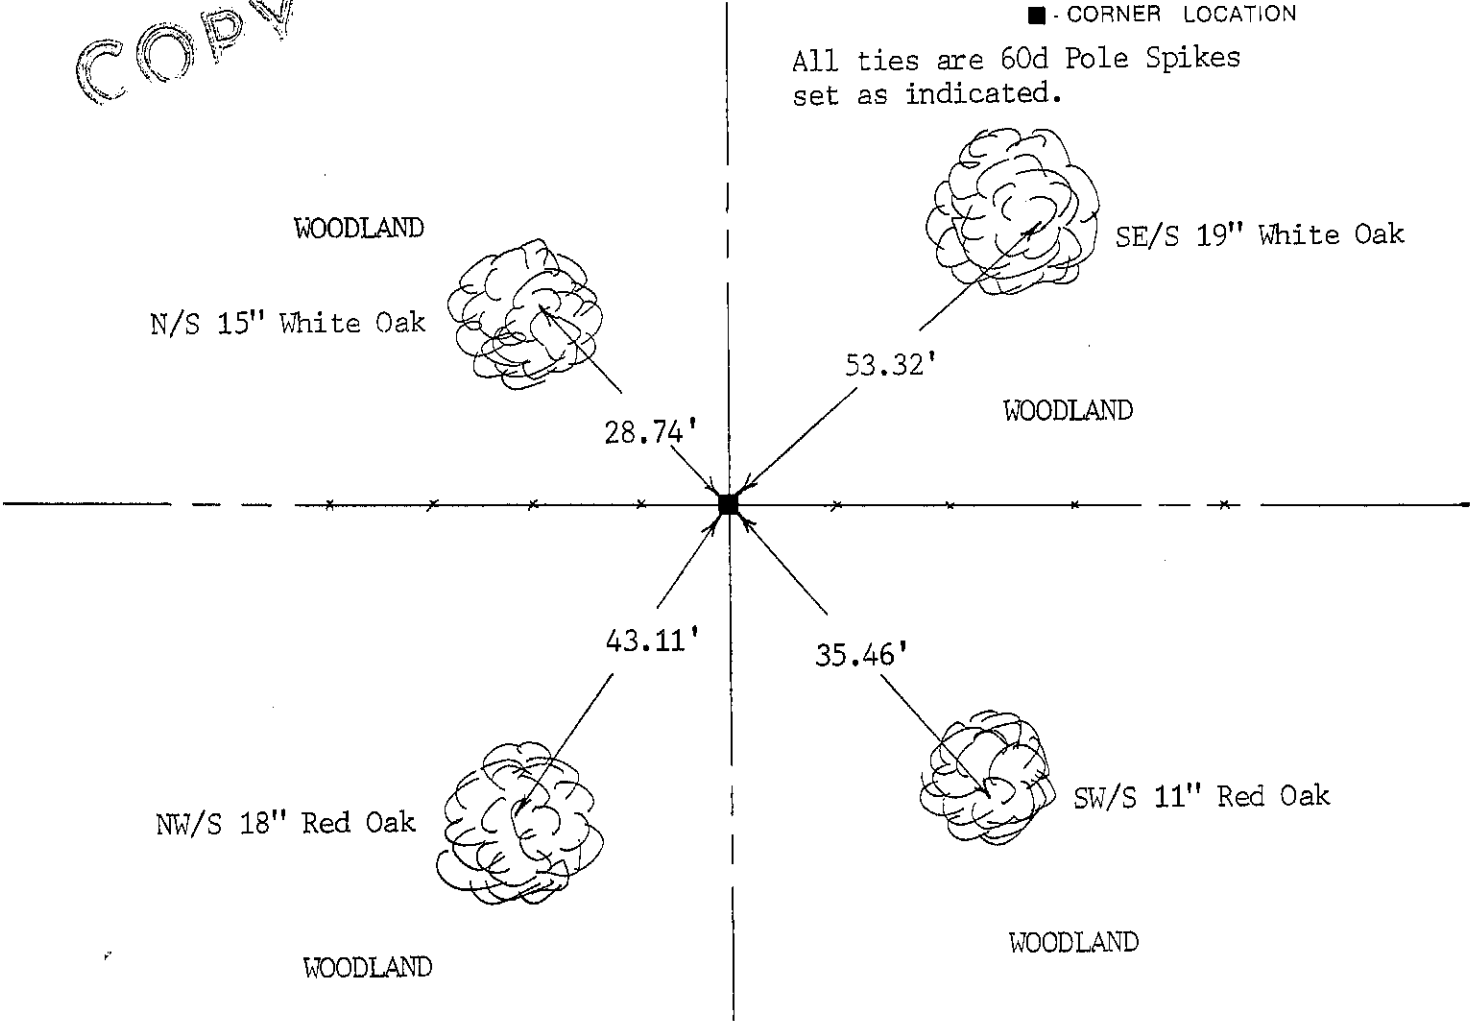 COPY
■ - CORNER LOCATION
All ties are 60d Pole Spikes
set as indicated.
WOODLAND
SE/S 19" White Oak
N/S 15" White Oak
53.32'
WOODLAND
28.74'
43.11'
35.46'
NW/S 18" Red Oak
SW/S 11" Red Oak
WOODLAND
WOODLAND